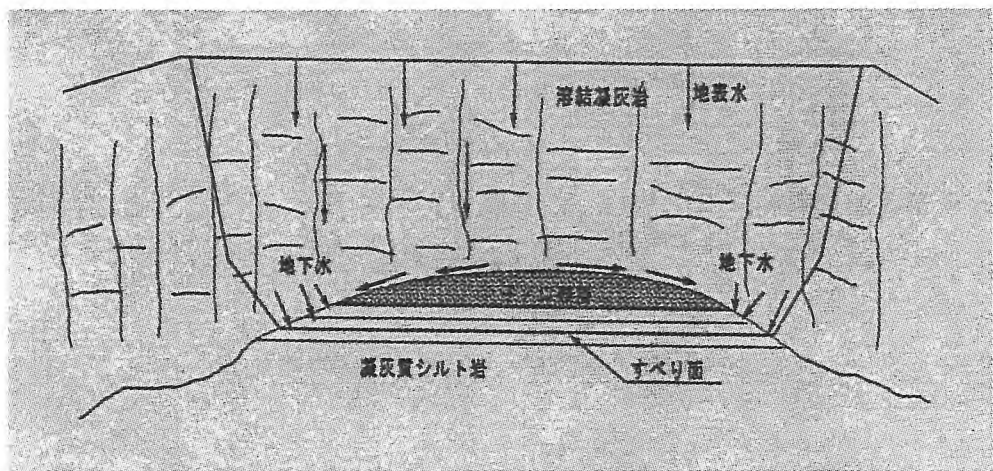 溶結凝灰岩
地表水
地下水
地下水
凝灰質シルト岩
すべり面